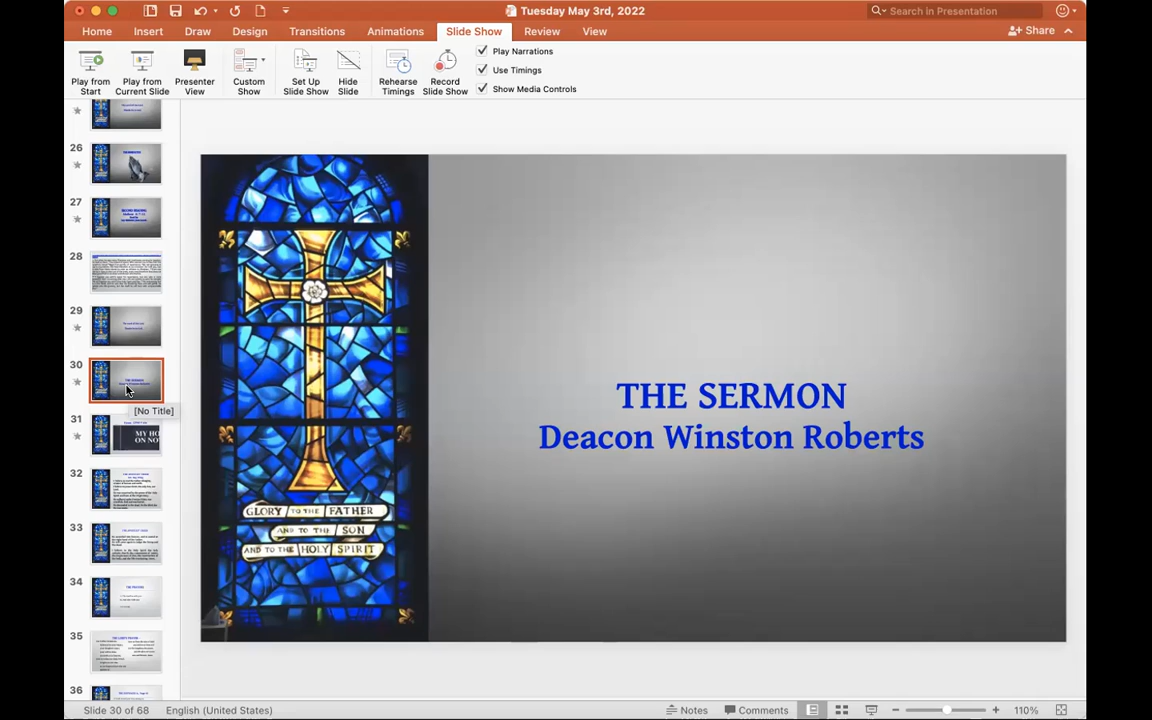 Tuesday May 3rd, 2022
Search in Presentation
Home Insert Draw Design Transitions Animations Slide Show Review View
Share
Play from Start
Play from Current Slide
Presenter View
Custom Show
Set Up Slide Show
Hide Slide
Rehearse Timings
Record Slide Show
Play Narrations
Use Timings
Show Media Controls
26
27
28
29
30
[No Title]
31
MY HO
ON NO
32
33
34
35
36
THE SERMON
Deacon Winston Roberts
GLORY TO THE FATHER
AND TO THE SON
AND TO THE HOLY SPIRIT
Slide 30 of 68 English (United States) Notes Comments 110%